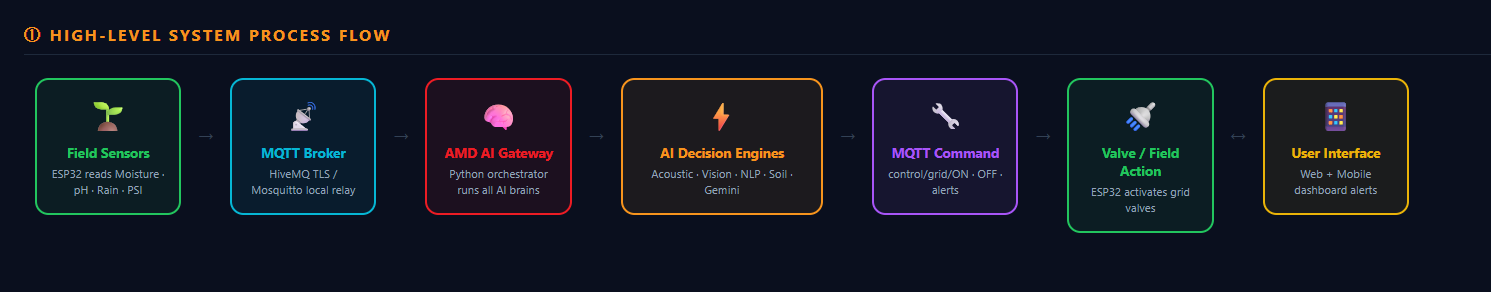 ① HIGH-LEVEL SYSTEM PROCESS FLOW
Field Sensors
ESP32 reads Moisture ·
pH · Rain · PSI
→
MQTT Broker
HiveMQ TLS /
Mosquitto local relay
→
AMD AI Gateway
Python orchestrator
runs all AI brains
→
AI Decision Engines
Acoustic · Vision · NLP · Soil ·
Gemini
→
MQTT Command
control/grid/ON · OFF ·
alerts
→
Valve / Field
Action
ESP32 activates grid
valves
↔
User Interface
Web + Mobile
dashboard alerts